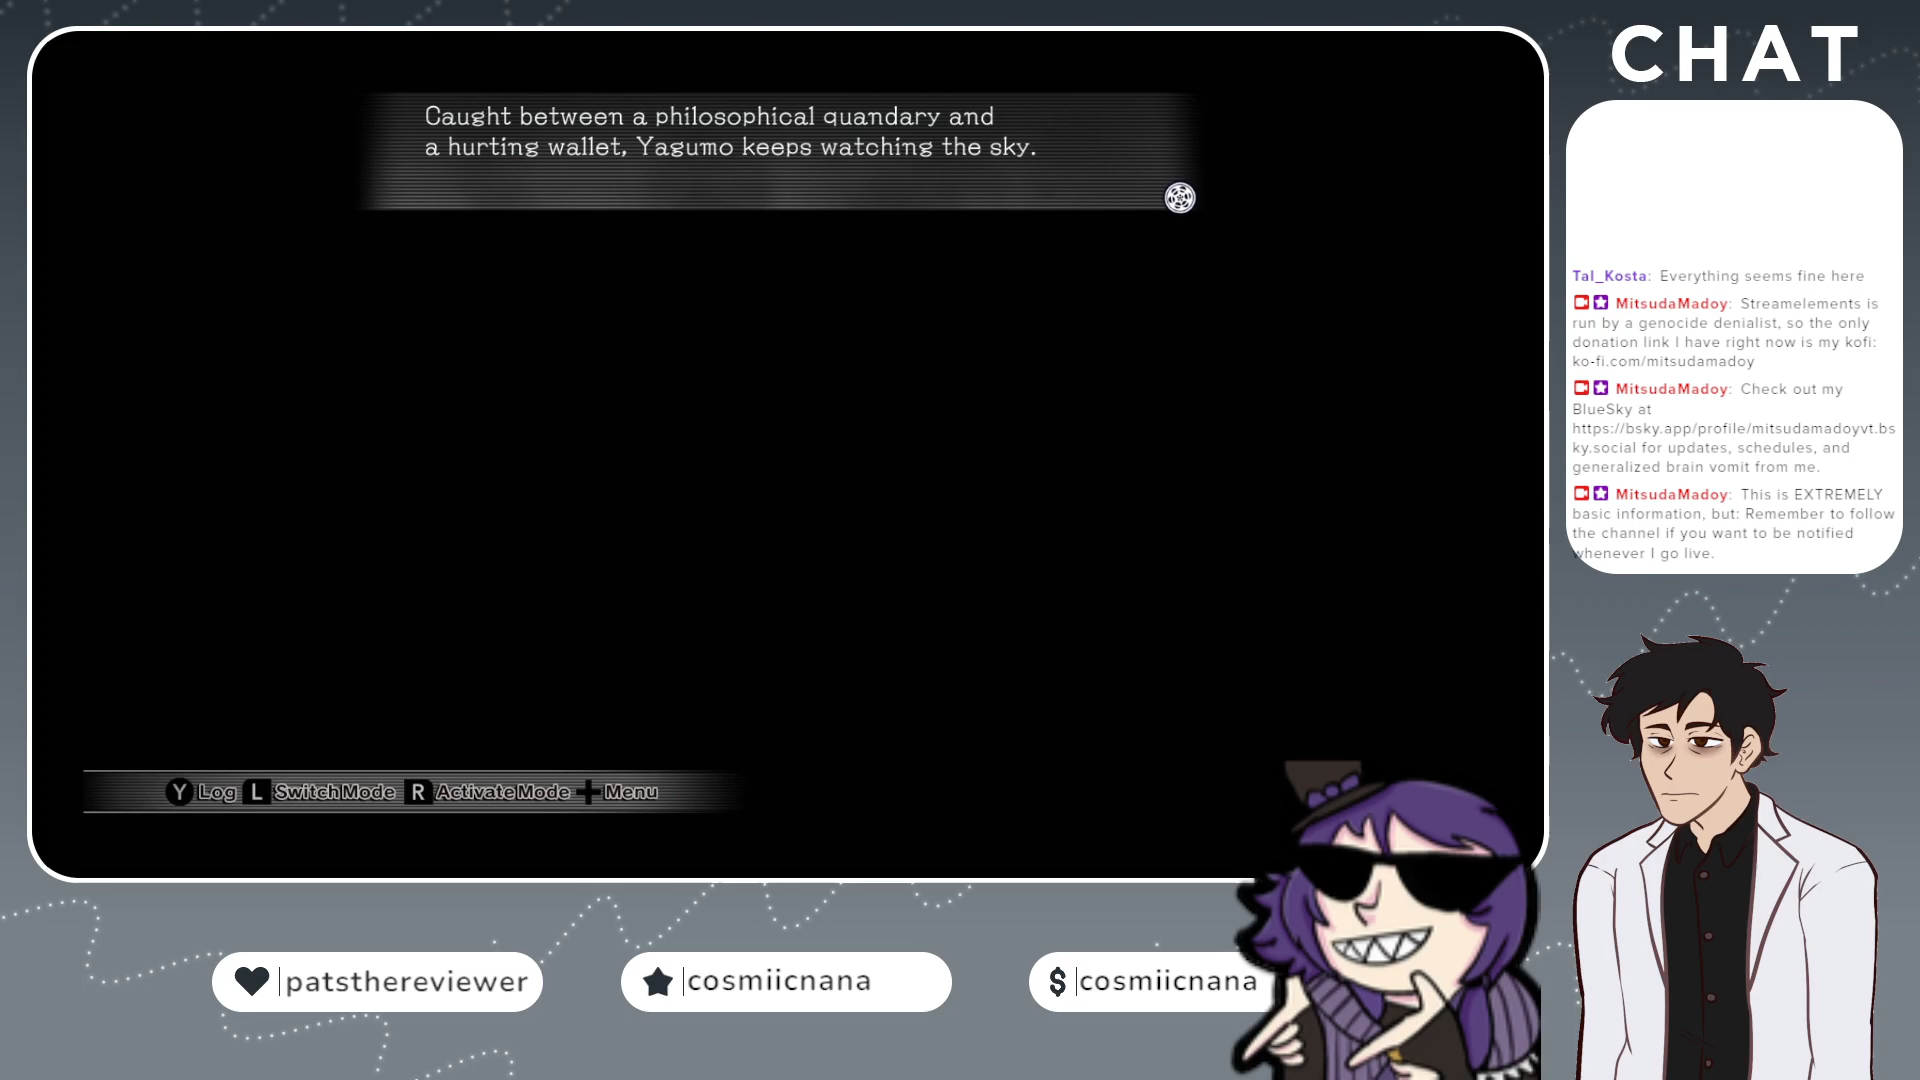 CHAT
Caught between a philosophical quandary and
a hurting wallet, Yagumo keeps watching the sky.
Tal_Kosta: Everything seems fine here
MitsudaMadoy: Streamelements is
run by a genocide denialist, so the only
donation link I have right now is my kofi:
ko-fi.com/mitsudamadoy
MitsudaMadoy: Check out my
BlueSky at
https://bsky.app/profile/mitsudamadoyvt.bs
ky.social for updates, schedules, and
generalized brain vomit from me.
MitsudaMadoy: This is EXTREMELY
basic information, but: Remember to follow
the channel if you want to be notified
whenever I go live.
Y Log L SwitchMode R ActivateMode + Menu
patsthereviewer
cosmiicnana
$ cosmiicnana